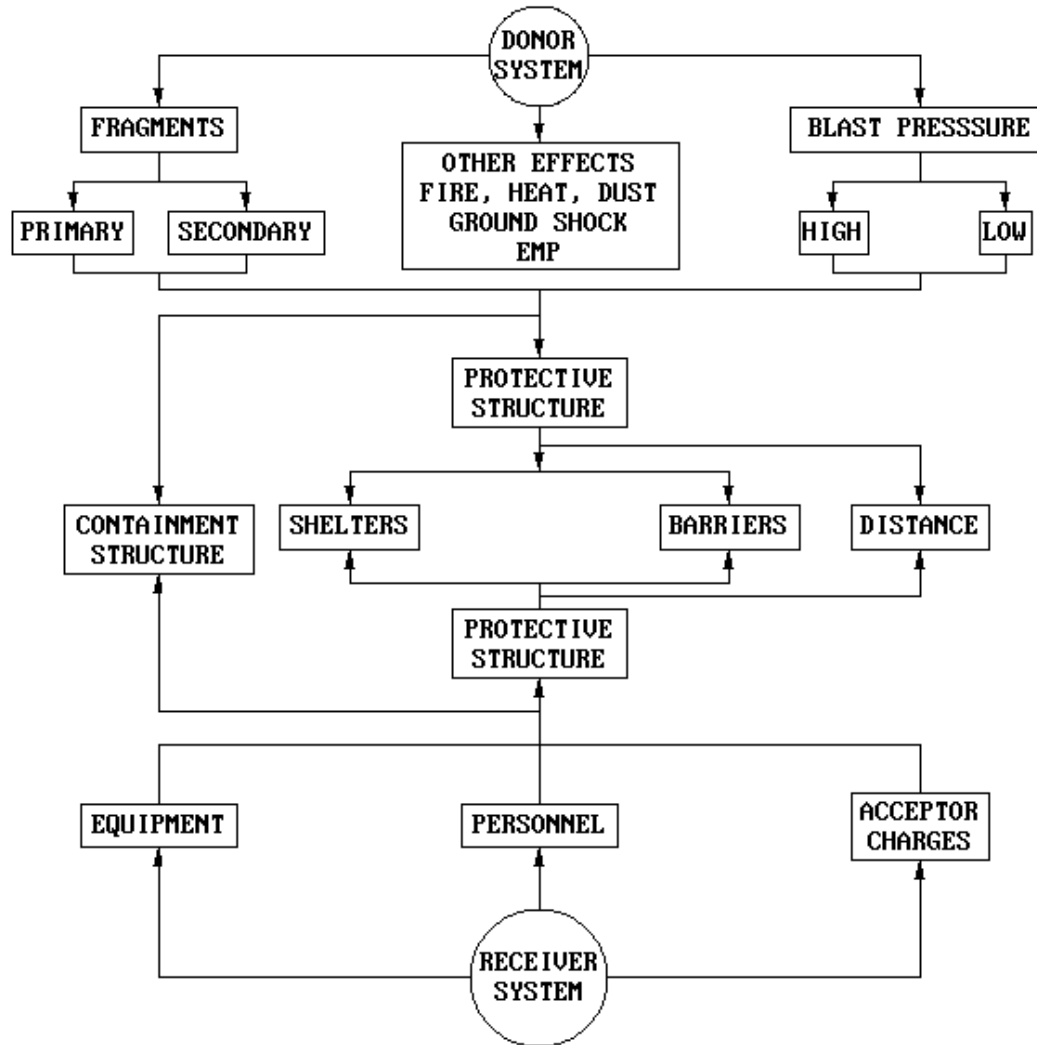 DONOR
SYSTEM
FRAGMENTS
BLAST PRESSSURE
OTHER EFFECTS
FIRE, HEAT, DUST
GROUND SHOCK
EMP
PRIMARY
SECONDARY
HIGH
LOW
PROTECTIVE
STRUCTURE
CONTAINMENT
STRUCTURE
SHELTERS
BARRIERS
DISTANCE
PROTECTIVE
STRUCTURE
EQUIPMENT
PERSONNEL
ACCEPTOR
CHARGES
RECEIVER
SYSTEM